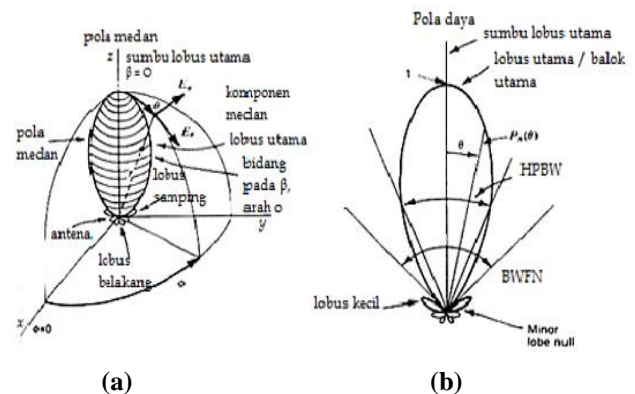 pola medan
z sumbu lobus utama
β = 0
komponen
medan
θ
pola
medan
lobus utama
bidang
pada β,
arah 0
lobus
samping
antena
y
lobus
belakang
x
(a)
Pola daya
sumbu lobus utama
lobus utama / balok
utama
1
θ
Pn(θ)
HPBW
BWFN
lobus kecil
Minor
lobe null
(b)